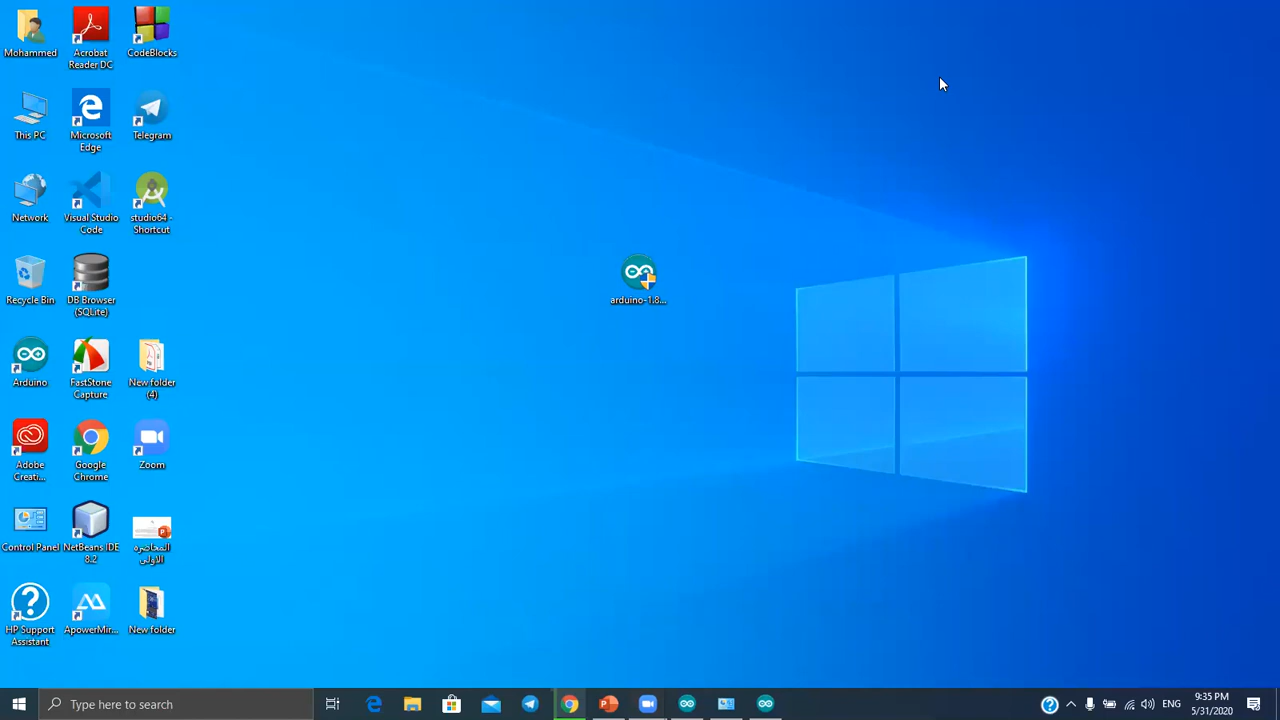 Mohammed
Acrobat
Reader DC
CodeBlocks
This PC
Microsoft
Edge
Telegram
Network
Visual Studio
Code
studio64 -
Shortcut
Recycle Bin
DB Browser
(SQLite)
arduino-1.8...
Arduino
FastStone
Capture
New folder
(4)
Adobe
Creati...
Google
Chrome
Zoom
Control Panel
NetBeans IDE
8.2
المحاضره
الاولى
HP Support
Assistant
ApowerMir...
New folder
Type here to search
ENG
9:35 PM
5/31/2020